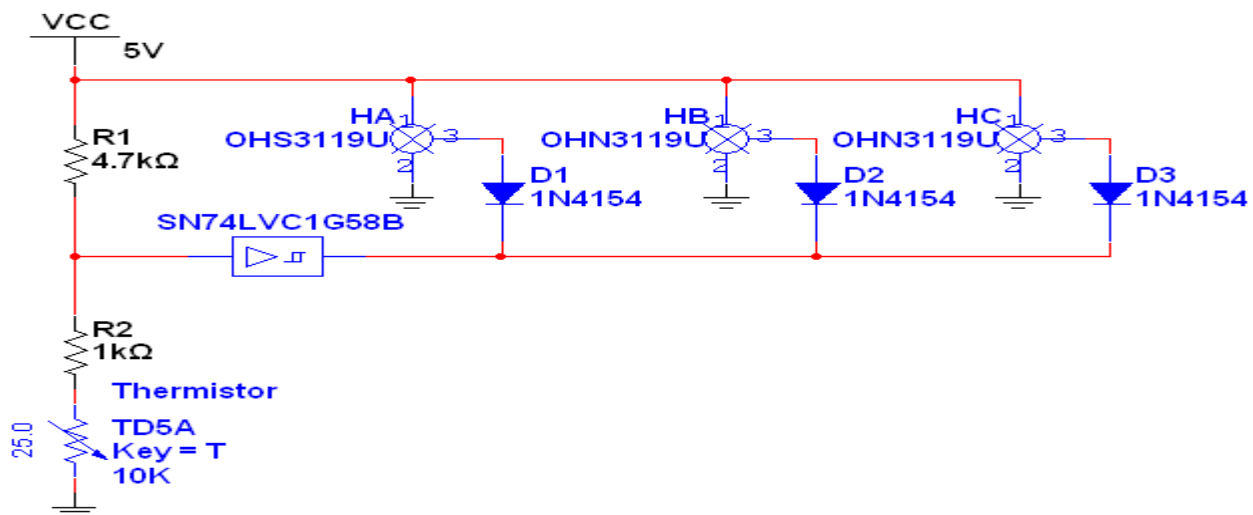 VCC
5V
R1
4.7kΩ
HA
OHS3119U
1
3
2
HB
OHN3119U
1
3
2
HC
OHN3119U
1
3
2
D1
1N4154
D2
1N4154
D3
1N4154
SN74LVC1G58B
R2
1kΩ
Thermistor
25.0
TD5A
Key = T
10K